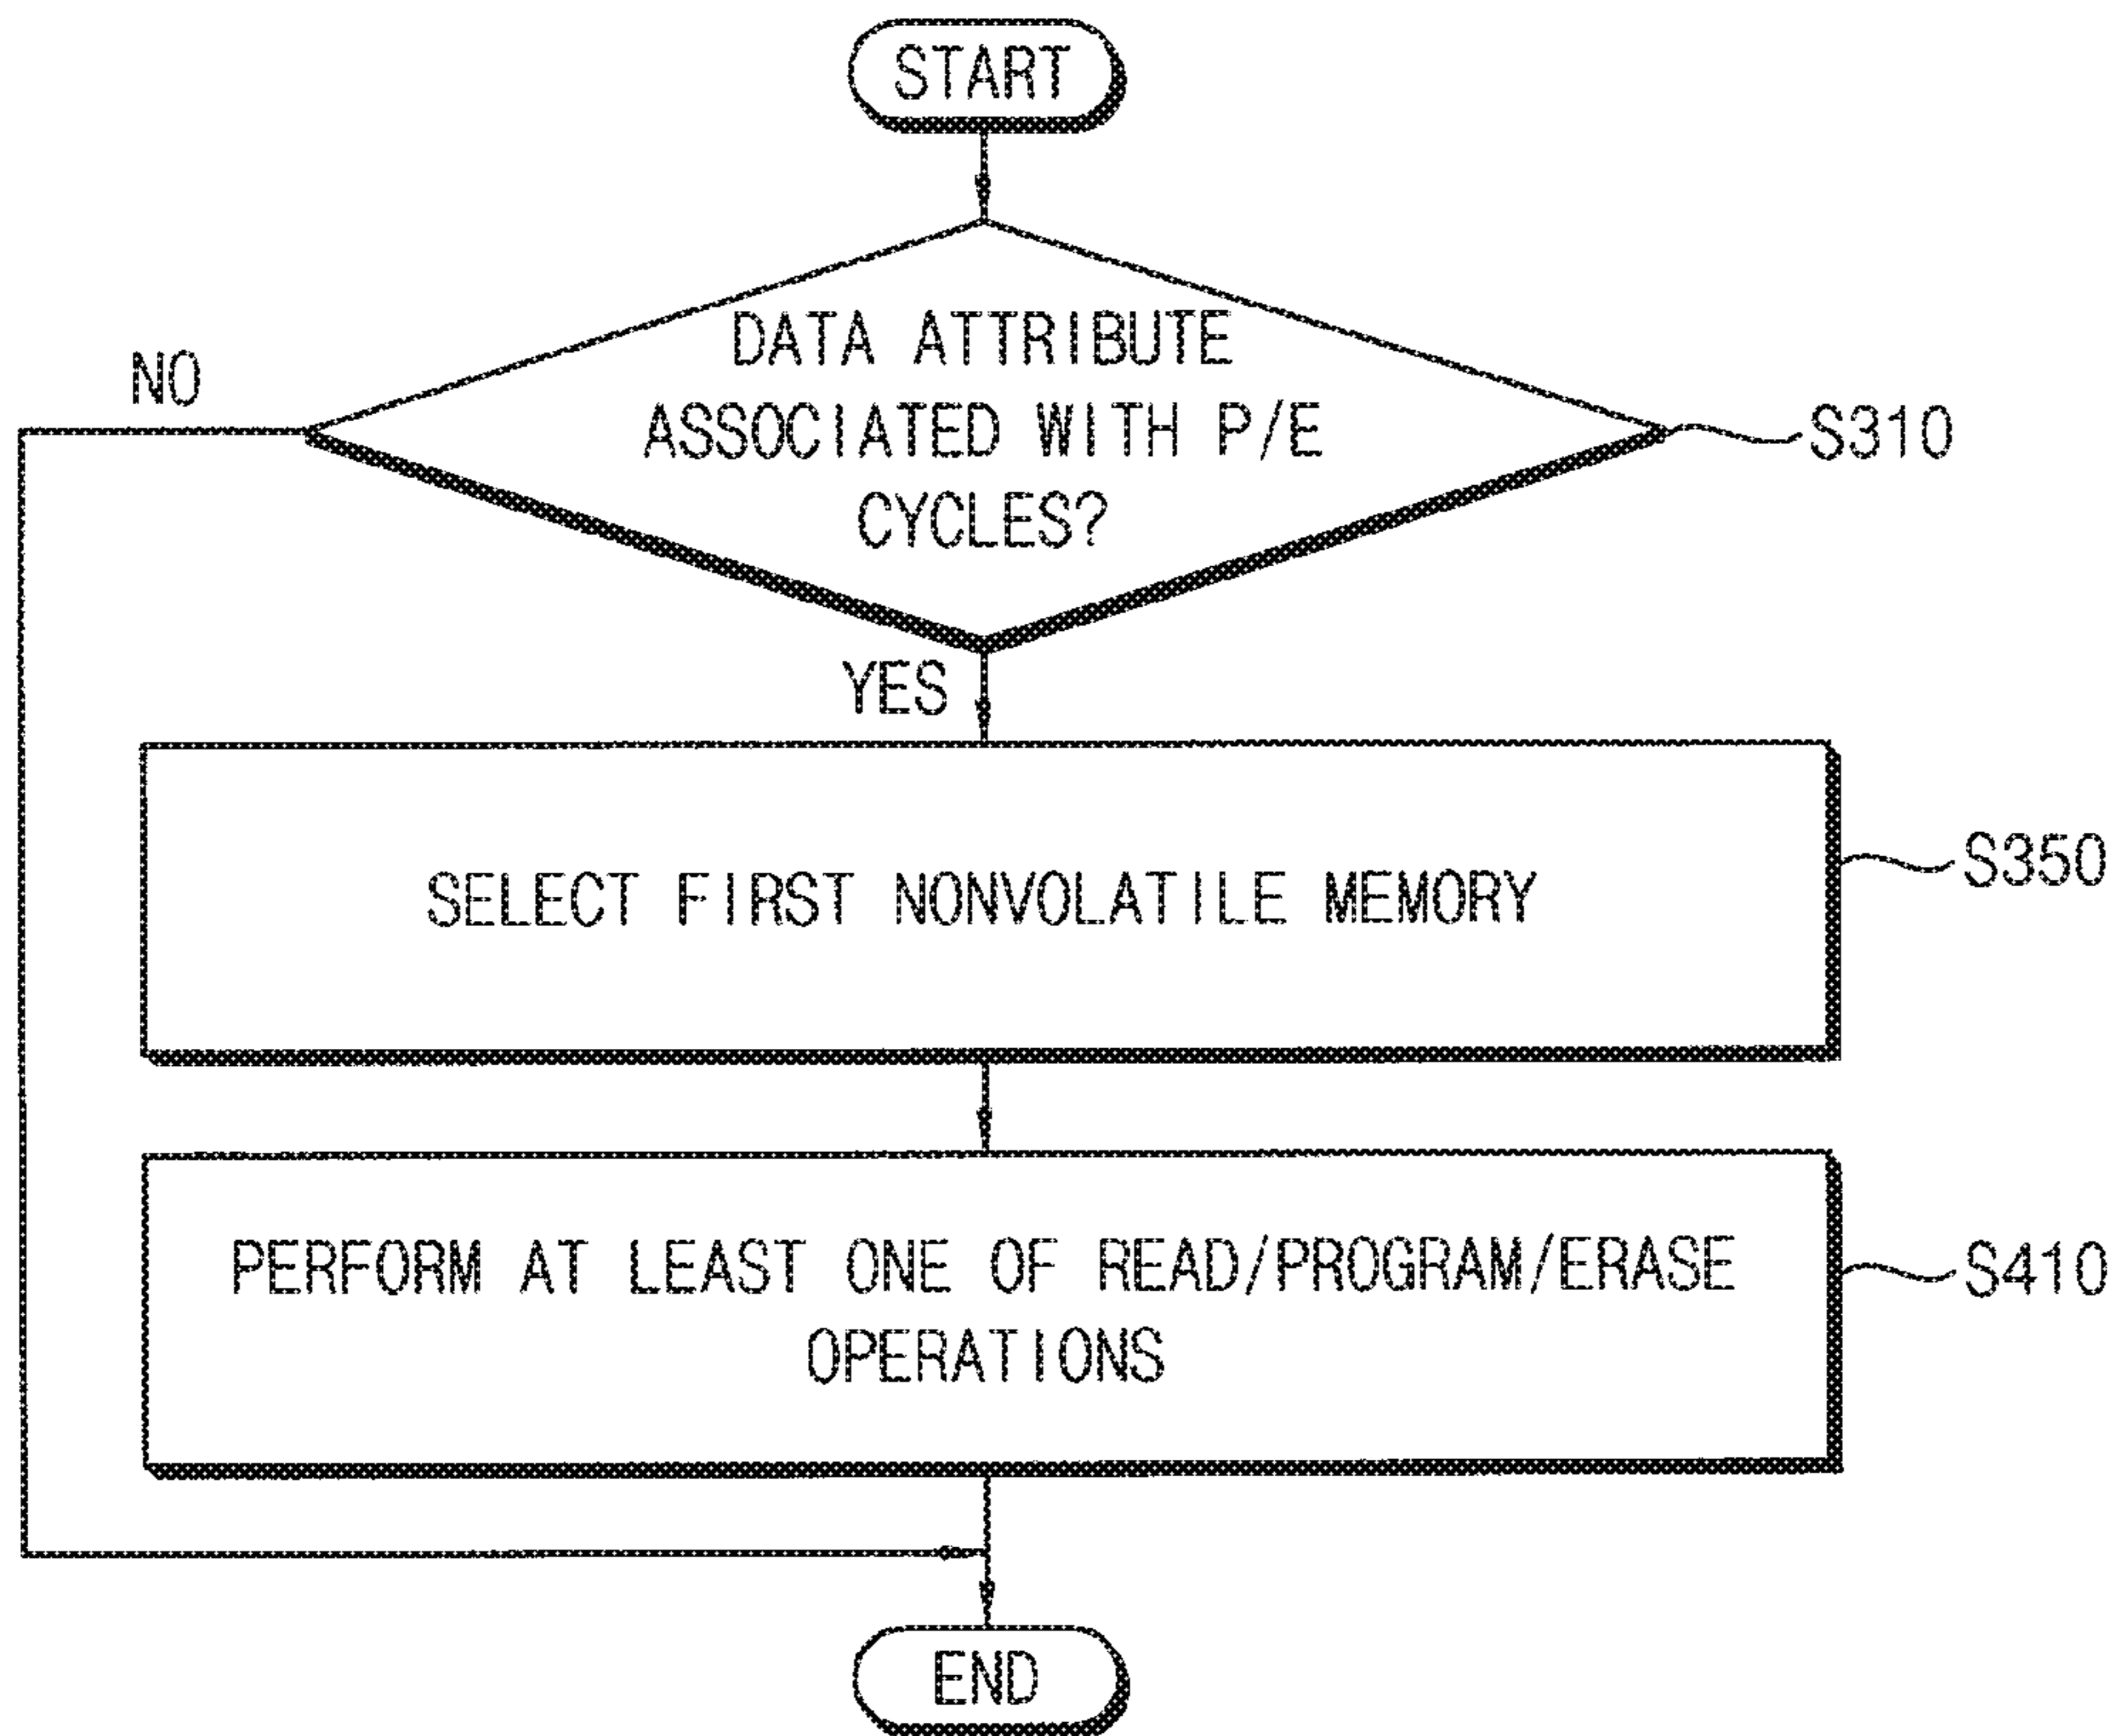 START
DATA ATTRIBUTE
ASSOCIATED WITH P/E
CYCLES?
NO
S310
YES
SELECT FIRST NONVOLATILE MEMORY
S350
PERFORM AT LEAST ONE OF READ/PROGRAM/ERASE
OPERATIONS
S410
END